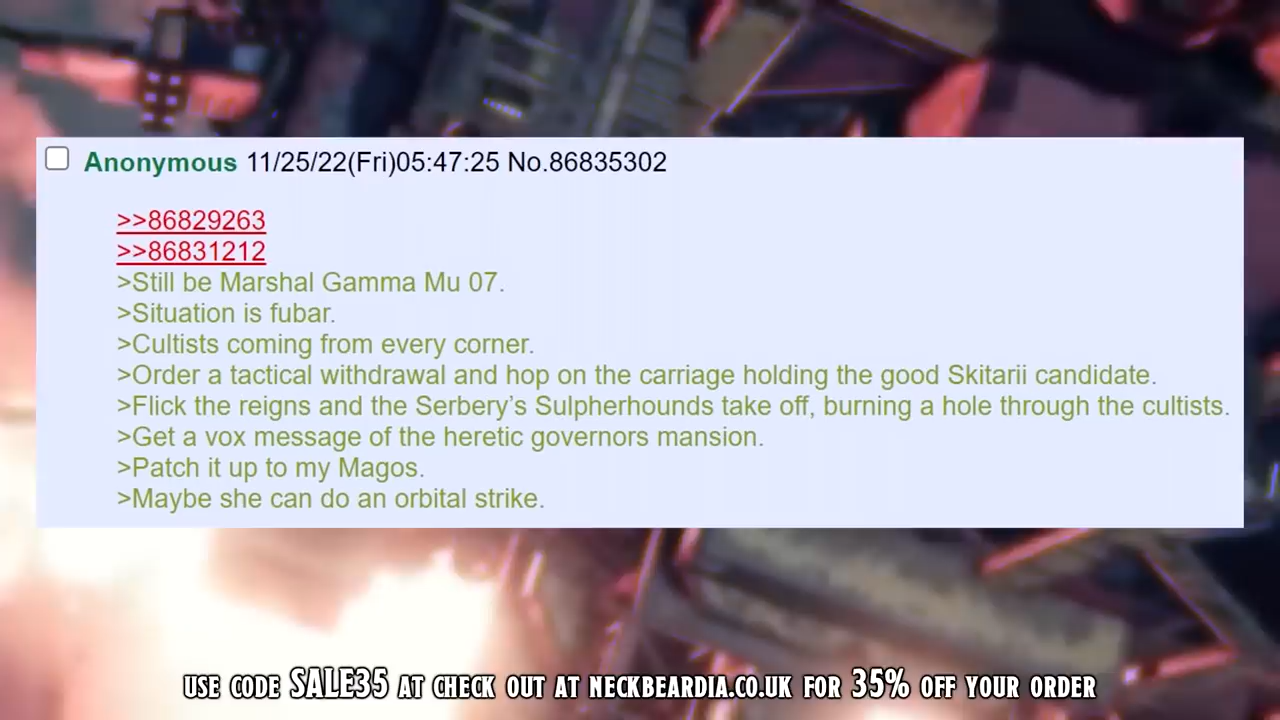 Anonymous 11/25/22(Fri)05:47:25 No.86835302
>>86829263
>>86831212
>Still be Marshal Gamma Mu 07.
>Situation is fubar.
>Cultists coming from every corner.
>Order a tactical withdrawal and hop on the carriage holding the good Skitarii candidate.
>Flick the reigns and the Serbery’s Sulpherhounds take off, burning a hole through the cultists.
>Get a vox message of the heretic governors mansion.
>Patch it up to my Magos.
>Maybe she can do an orbital strike.
USE CODE SALE35 AT CHECK OUT AT NECKBEARDIA.CO.UK FOR 35% OFF YOUR ORDER